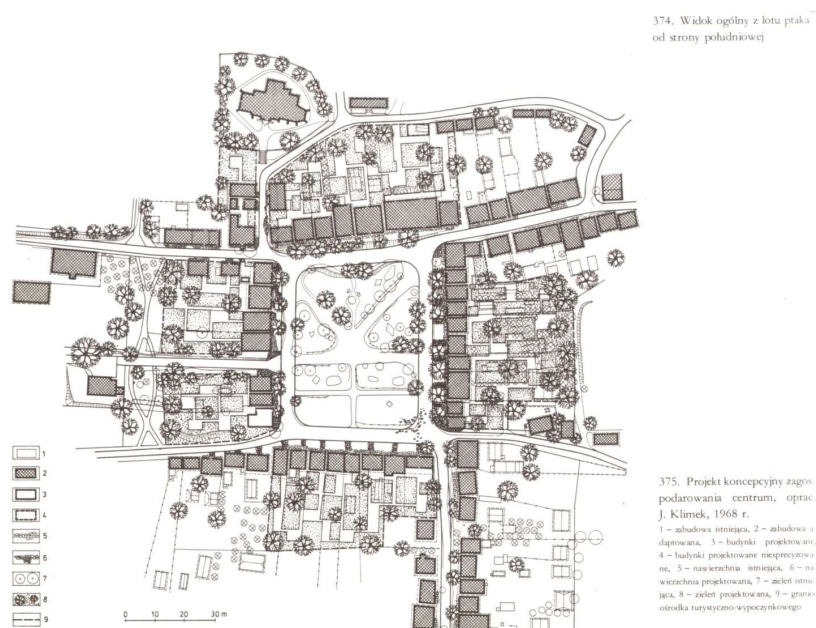 374. Widok ogólny z lotu ptaka
od strony południowej
375. Projekt koncepcyjny zagos-
podarowania centrum, oprac.
J. Klimek, 1968 r.
1 – zabudowa istniejąca, 2 – zabudowa a
daptowana, 3 – budynki projektowane,
4 – budynki projektowane niesprecyzowa
ne, 5 – nawierzchnia istniejąca, 6 – na
wierzchnia projektowana, 7 – zieleń istnie
jąca, 8 – zieleń projektowana, 9 – granic
ośrodka turystyczno-wypoczynkowego
1
2
3
4
5
6
7
8
9
0 10 20 30 m